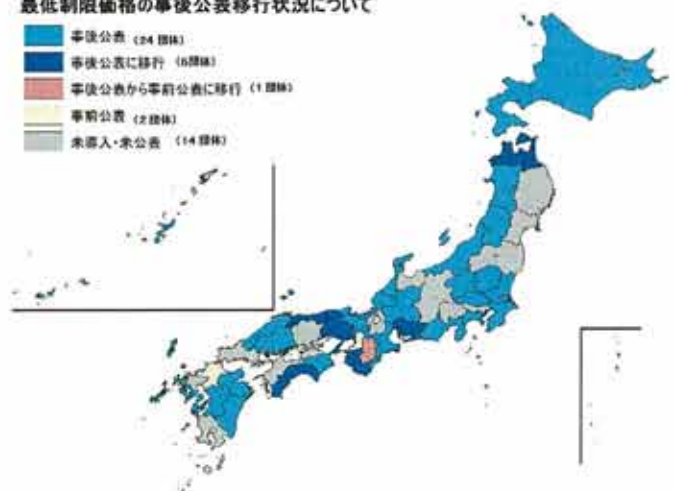 最低制限価格の事後公表移行状況について
事後公表 (24 団体)
事後公表に移行 (6団体)
事後公表から事前公表に移行 (1 団体)
事前公表 (2 団体)
未導入・未公表 (14 団体)